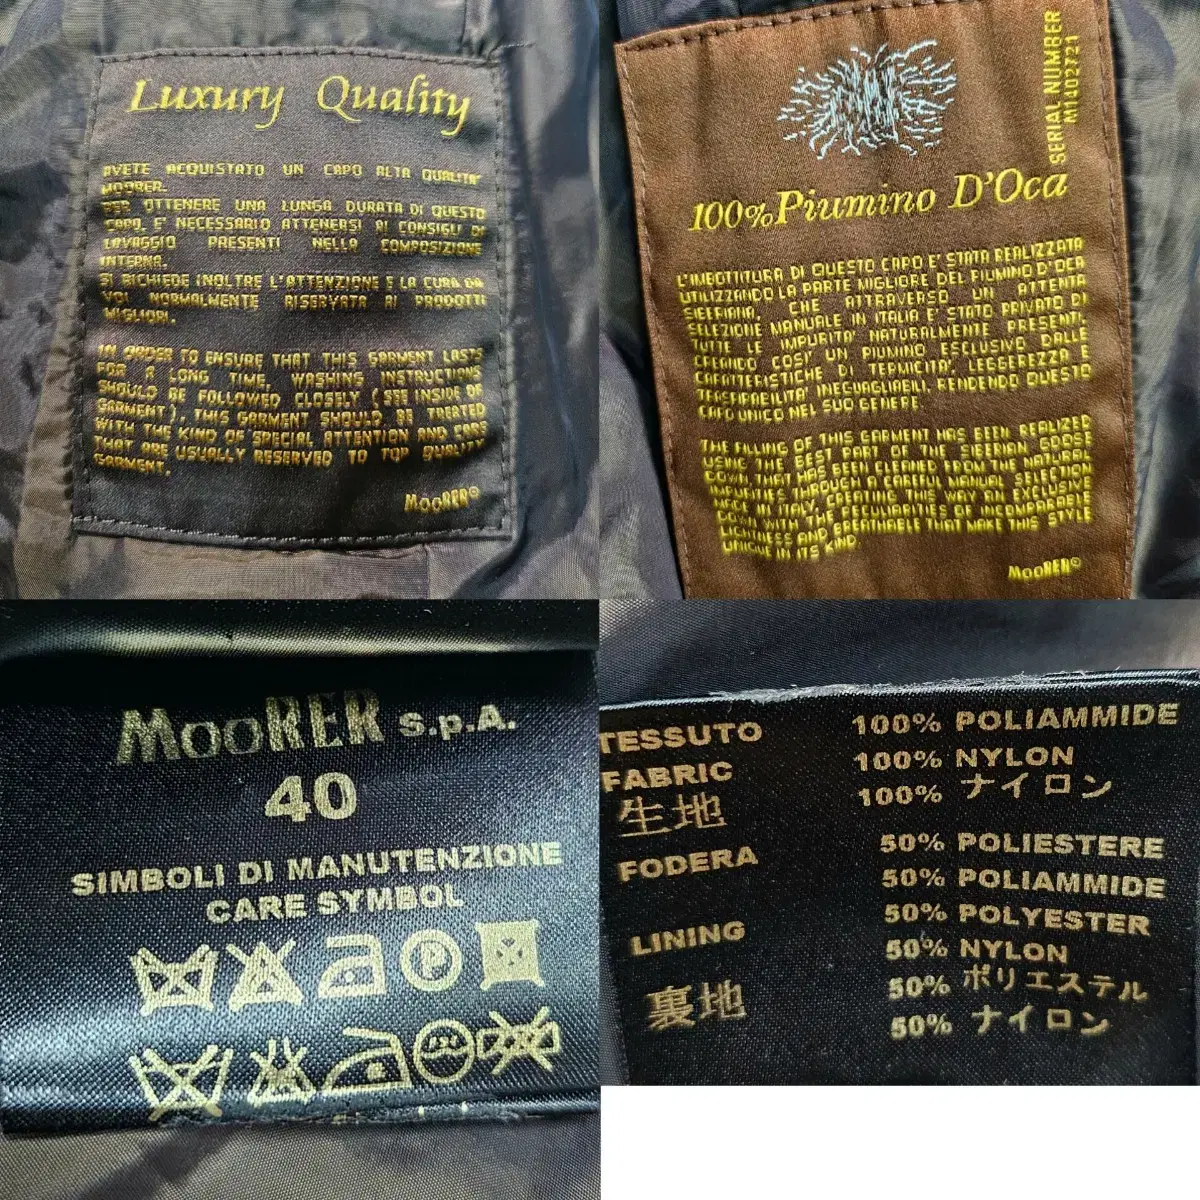 Luxury Quality
AVETE ACQUISTATO UN CAPO ALTA QUALITA'
MOORER.
PER OTTENERE UNA LUNGA DURATA DI QUESTO
CAPO, E' NECESSARIO ATTENERSI AI CONSIGLI DI
LAVAGGIO PRESENTI NELLA COMPOSIZIONE
INTERNA.
SI RICHIEDE INOLTRE L'ATTENZIONE E LA CURA DA
VOI NORMALMENTE RISERVATA AI PRODOTTI
MIGLIORI.
IN ORDER TO ENSURE THAT THIS GARMENT LASTS
FOR A LONG TIME, WASHING INSTRUCTIONS
SHOULD BE FOLLOWED CLOSELY (SEE INSIDE OF
GARMENT), THIS GARMENT SHOULD BE TREATED
WITH THE KIND OF SPECIAL ATTENTION AND CARE
THAT ARE USUALLY RESERVED TO TOP QUALITY
GARMENT.
MOORER®
SERIAL NUMBER
M1402721
100% Piumino D'Oca
L'IMBOTTITURA DI QUESTO CAPO E' STATA REALIZZATA
UTILIZZANDO LA PARTE MIGLIORE DEL PIUMINO D'OCA
SIBERIANA, CHE ATTRAVERSO UN ATTENTA
SELEZIONE MANUALE IN ITALIA E' STATO PRIVATO DI
TUTTE LE IMPURITA' NATURALMENTE PRESENTI,
CREANDO COSI' UN PIUMINO ESCLUSIVO DALLE
CARATTERISTICHE DI TERMICITA', LEGGEREZZA E
TRASPIRABILITA' INEGUAGLIABILI, RENDENDO QUESTO
CAPO UNICO NEL SUO GENERE.
THE FILLING OF THIS GARMENT HAS BEEN REALIZED
USING THE BEST PART OF THE SIBERIAN GOOSE
DOWN THAT HAS BEEN CLEANED FROM THE NATURAL
IMPURITIES THROUGH A CAREFUL MANUAL SELECTION
MADE IN ITALY, CREATING THIS WAY AN EXCLUSIVE
DOWN WITH THE PECULIARITIES OF INCOMPARABLE
LIGHTNESS AND BREATHABLE THAT MAKE THIS STYLE
UNIQUE IN ITS KIND.
MOORER®
MOORER S.p.A.
40
SIMBOLI DI MANUTENZIONE
CARE SYMBOL
P
TESSUTO 100% POLIAMMIDE
FABRIC 100% NYLON
生地 100% ナイロン
FODERA 50% POLIESTERE
50% POLIAMMIDE
LINING 50% POLYESTER
50% NYLON
裏地 50% ポリエステル
50% ナイロン